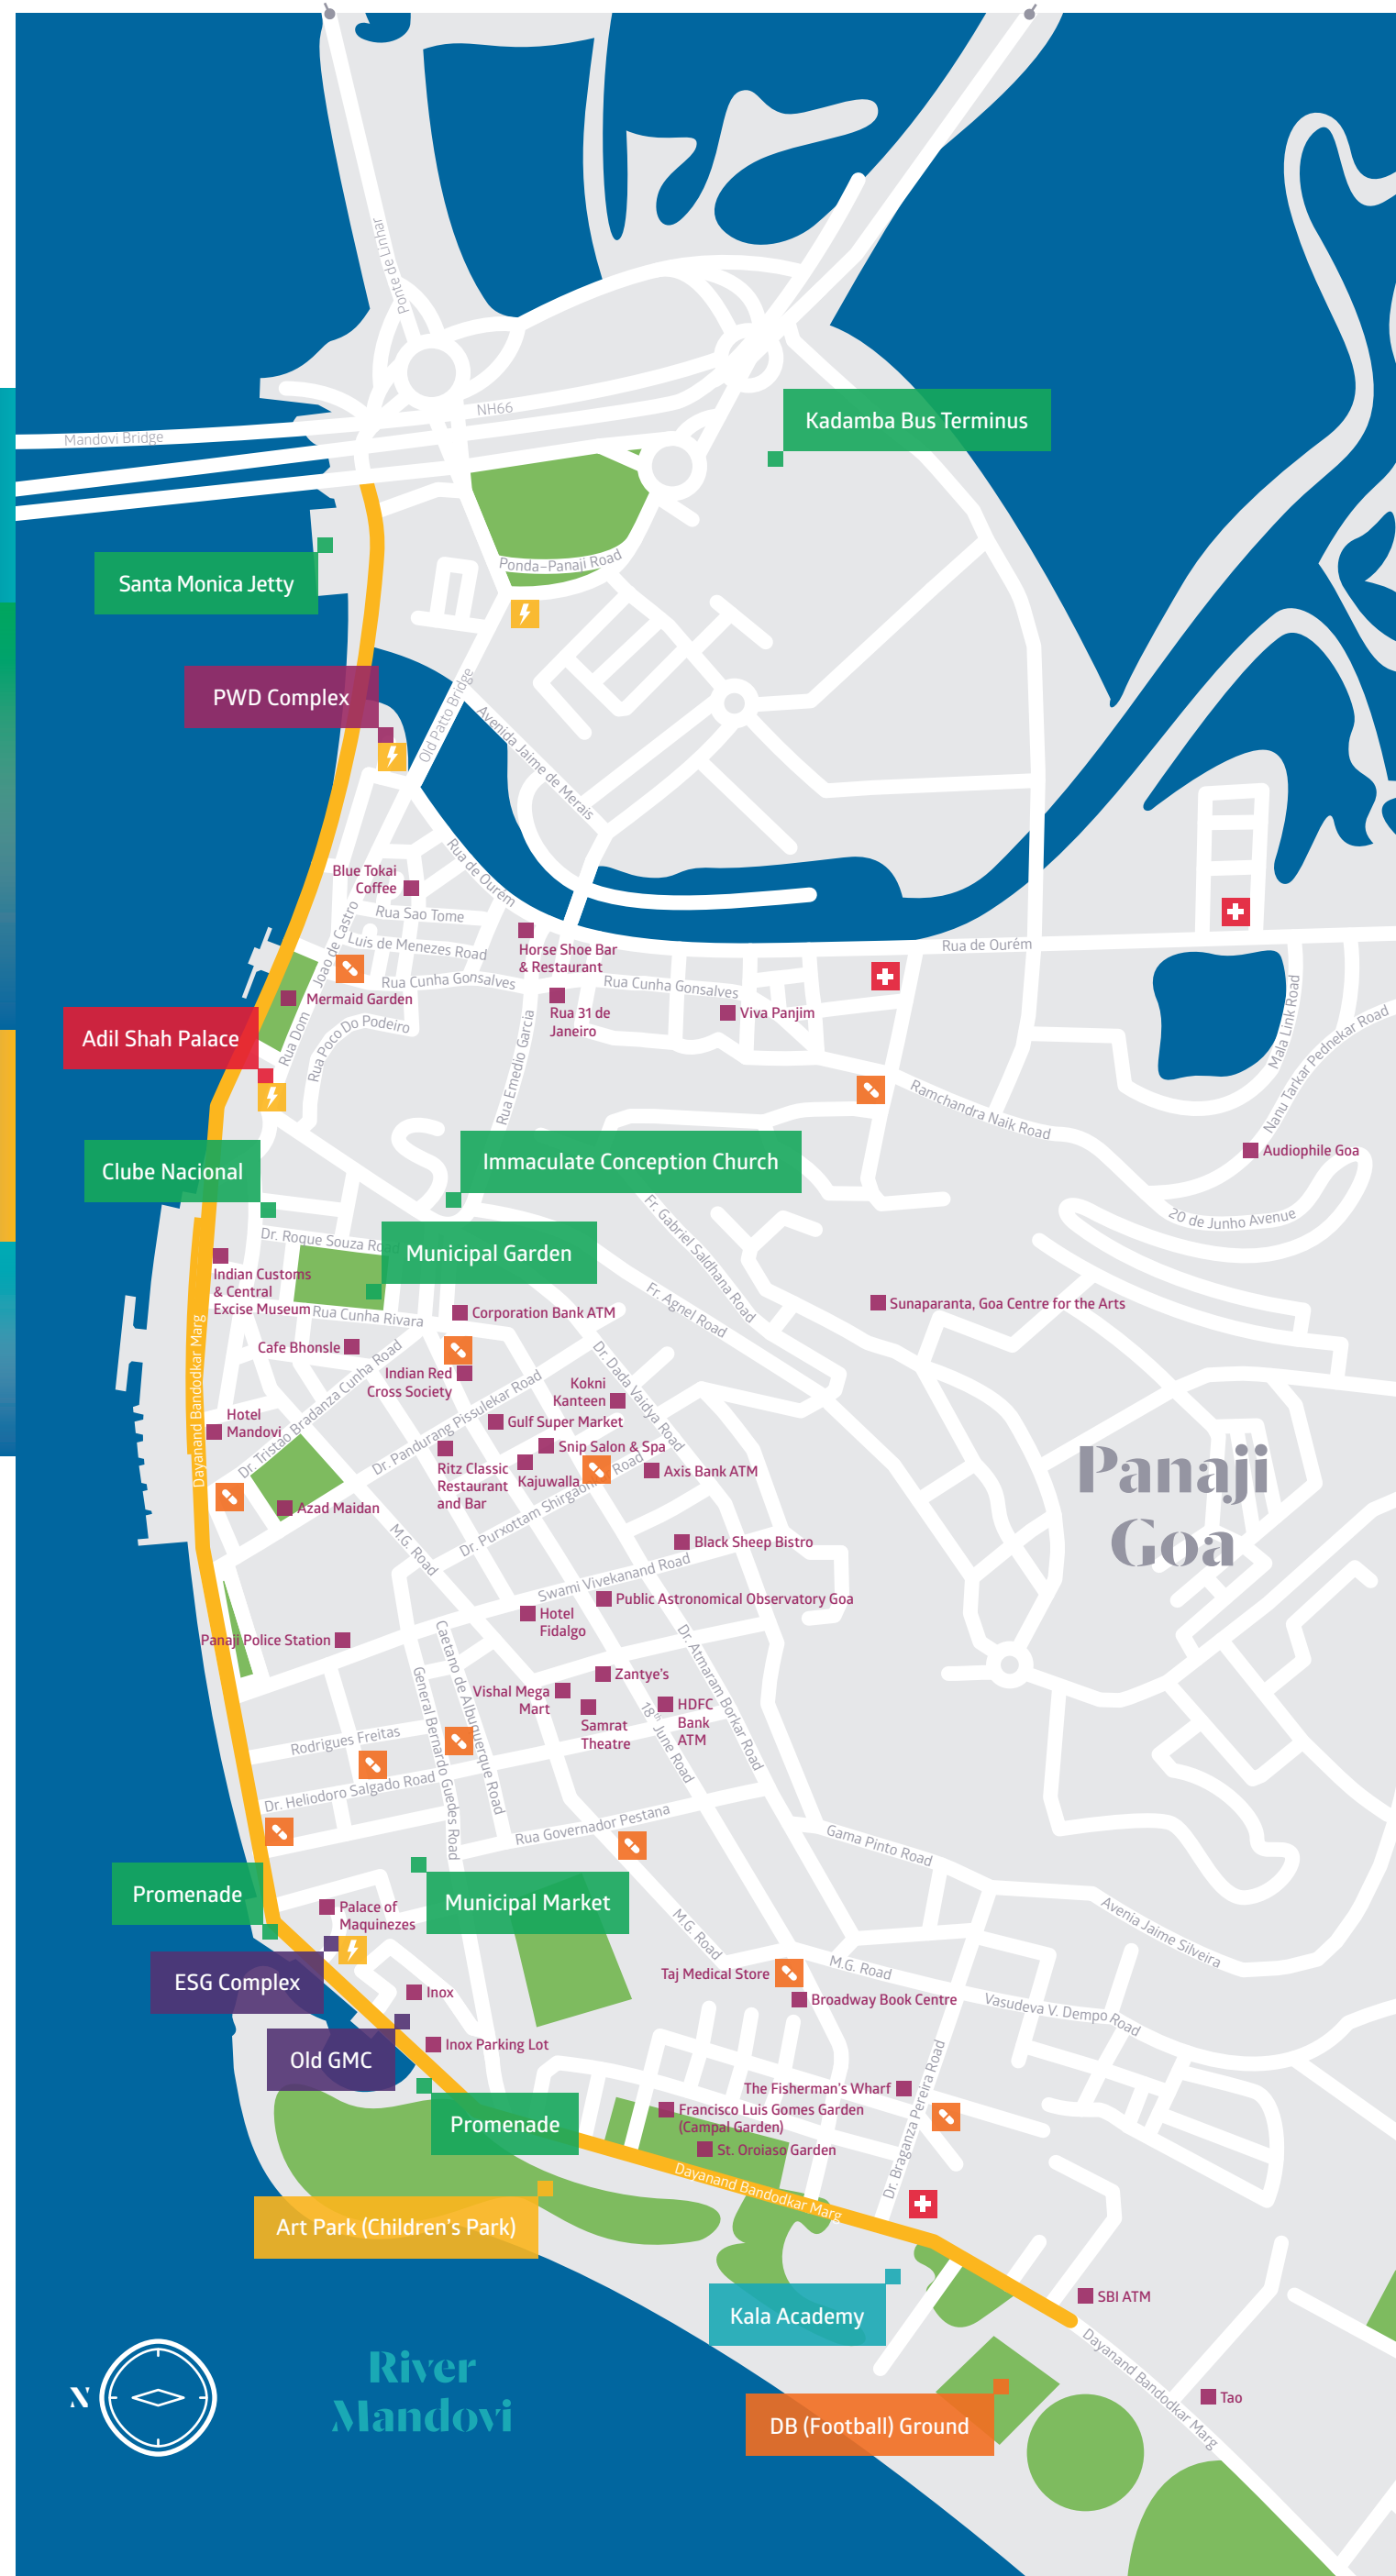 Ponte de Linhar
Kadamba Bus Terminus
NH66
Mandovi Bridge
Ponda-Panaji Road
Santa Monica Jetty
PWD Complex
Old Patto Bridge
Avenida Jaime de Merais
Blue Tokai
Coffee
Rua de Ourém
Rua Sao Tome
Luis de Menezes Road
Horse Shoe Bar
& Restaurant
Rua de Ourém
Rua Cunha Gonsalves
Rua Cunha Gonsalves
Mermaid Garden
Rua Dom Joao de Castro
Rua Poco Do Podeiro
Rua 31 de
Janeiro
Viva Panjim
Mala Link Road
Nanu Tarkar Pednekar Road
Adil Shah Palace
Rua Emedio Garcia
Ramchandra Naik Road
Audiophile Goa
Clube Nacional
Immaculate Conception Church
20 de Junho Avenue
Fr. Gabriel Saldhana Road
Dr. Roque Souza Road
Municipal Garden
Indian Customs
& Central
Excise Museum
Rua Cunha Rivara
Corporation Bank ATM
Fr. Agnel Road
Sunaparanta, Goa Centre for the Arts
Cafe Bhonsle
Indian Red
Cross Society
Dr. Dada Vaidya Road
Kokni
Kanteen
Dayanand Bandodkar Marg
Hotel
Mandovi
Dr. Tristao Bradanza Cunha Road
Dr. Pandurang Pissulekar Road
Gulf Super Market
Snip Salon & Spa
Ritz Classic
Restaurant
and Bar
Kajuwalla
Axis Bank ATM
Panaji
Goa
Azad Maidan
M.G. Road
Dr. Purxottam Shirgaonkar Road
Black Sheep Bistro
Swami Vivekanand Road
Public Astronomical Observatory Goa
Hotel
Fidalgo
Panaji Police Station
Caetano de Albuquerque Road
General Bernardo Guedes Road
Dr. Atmaram Borkar Road
Zantye's
Vishal Mega
Mart
Samrat
Theatre
18th June Road
HDFC
Bank
ATM
Rodrigues Freitas
Dr. Heliodoro Salgado Road
Rua Governador Pestana
Gama Pinto Road
Promenade
Municipal Market
Palace of
Maquinezes
M.G. Road
Avenia Jaime Silveira
ESG Complex
Taj Medical Store
M.G. Road
Inox
Broadway Book Centre
Vasudeva V. Dempo Road
Old GMC
Inox Parking Lot
The Fisherman's Wharf
Dr. Braganza Pereira Road
Promenade
Francisco Luis Gomes Garden
(Campal Garden)
St. Oroiaso Garden
Dayanand Bandodkar Marg
Art Park (Children's Park)
Kala Academy
SBI ATM
Dayanand Bandodkar Marg
N
River
Mandovi
Tao
DB (Football) Ground